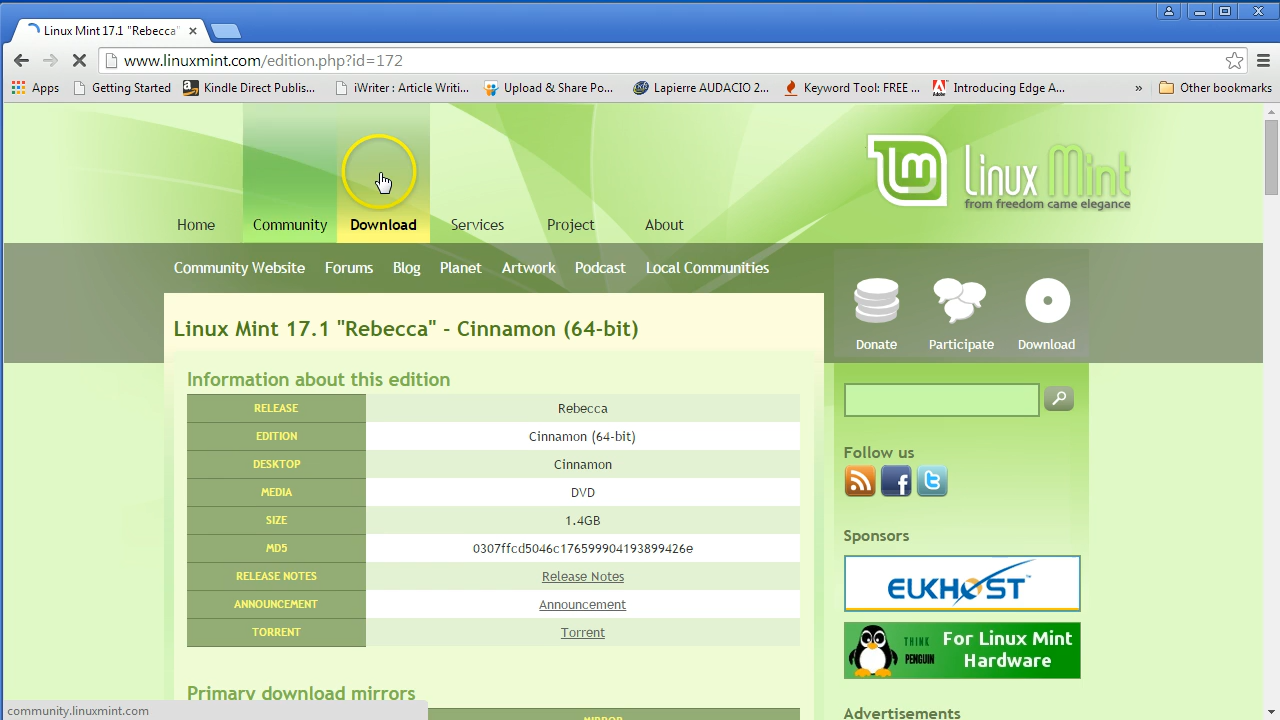 Linux Mint 17.1 "Rebecca"
www.linuxmint.com/edition.php?id=172
Apps Getting Started Kindle Direct Publis... iWriter : Article Writi... Upload & Share Po... Lapierre AUDACIO 2... Keyword Tool: FREE ... Introducing Edge A... » Other bookmarks
Linux Mint
from freedom came elegance
Home Community Download Services Project About
Community Website Forums Blog Planet Artwork Podcast Local Communities
Donate Participate Download
Linux Mint 17.1 "Rebecca" - Cinnamon (64-bit)
Information about this edition
RELEASE Rebecca
EDITION Cinnamon (64-bit)
DESKTOP Cinnamon
MEDIA DVD
SIZE 1.4GB
MD5 0307ffcd5046c176599904193899426e
RELEASE NOTES Release Notes
ANNOUNCEMENT Announcement
TORRENT Torrent
Primary download mirrors
MIRROR
Follow us
Sponsors
EUKHOST™
THINK PENGUIN
For Linux Mint
Hardware
Advertisements
community.linuxmint.com